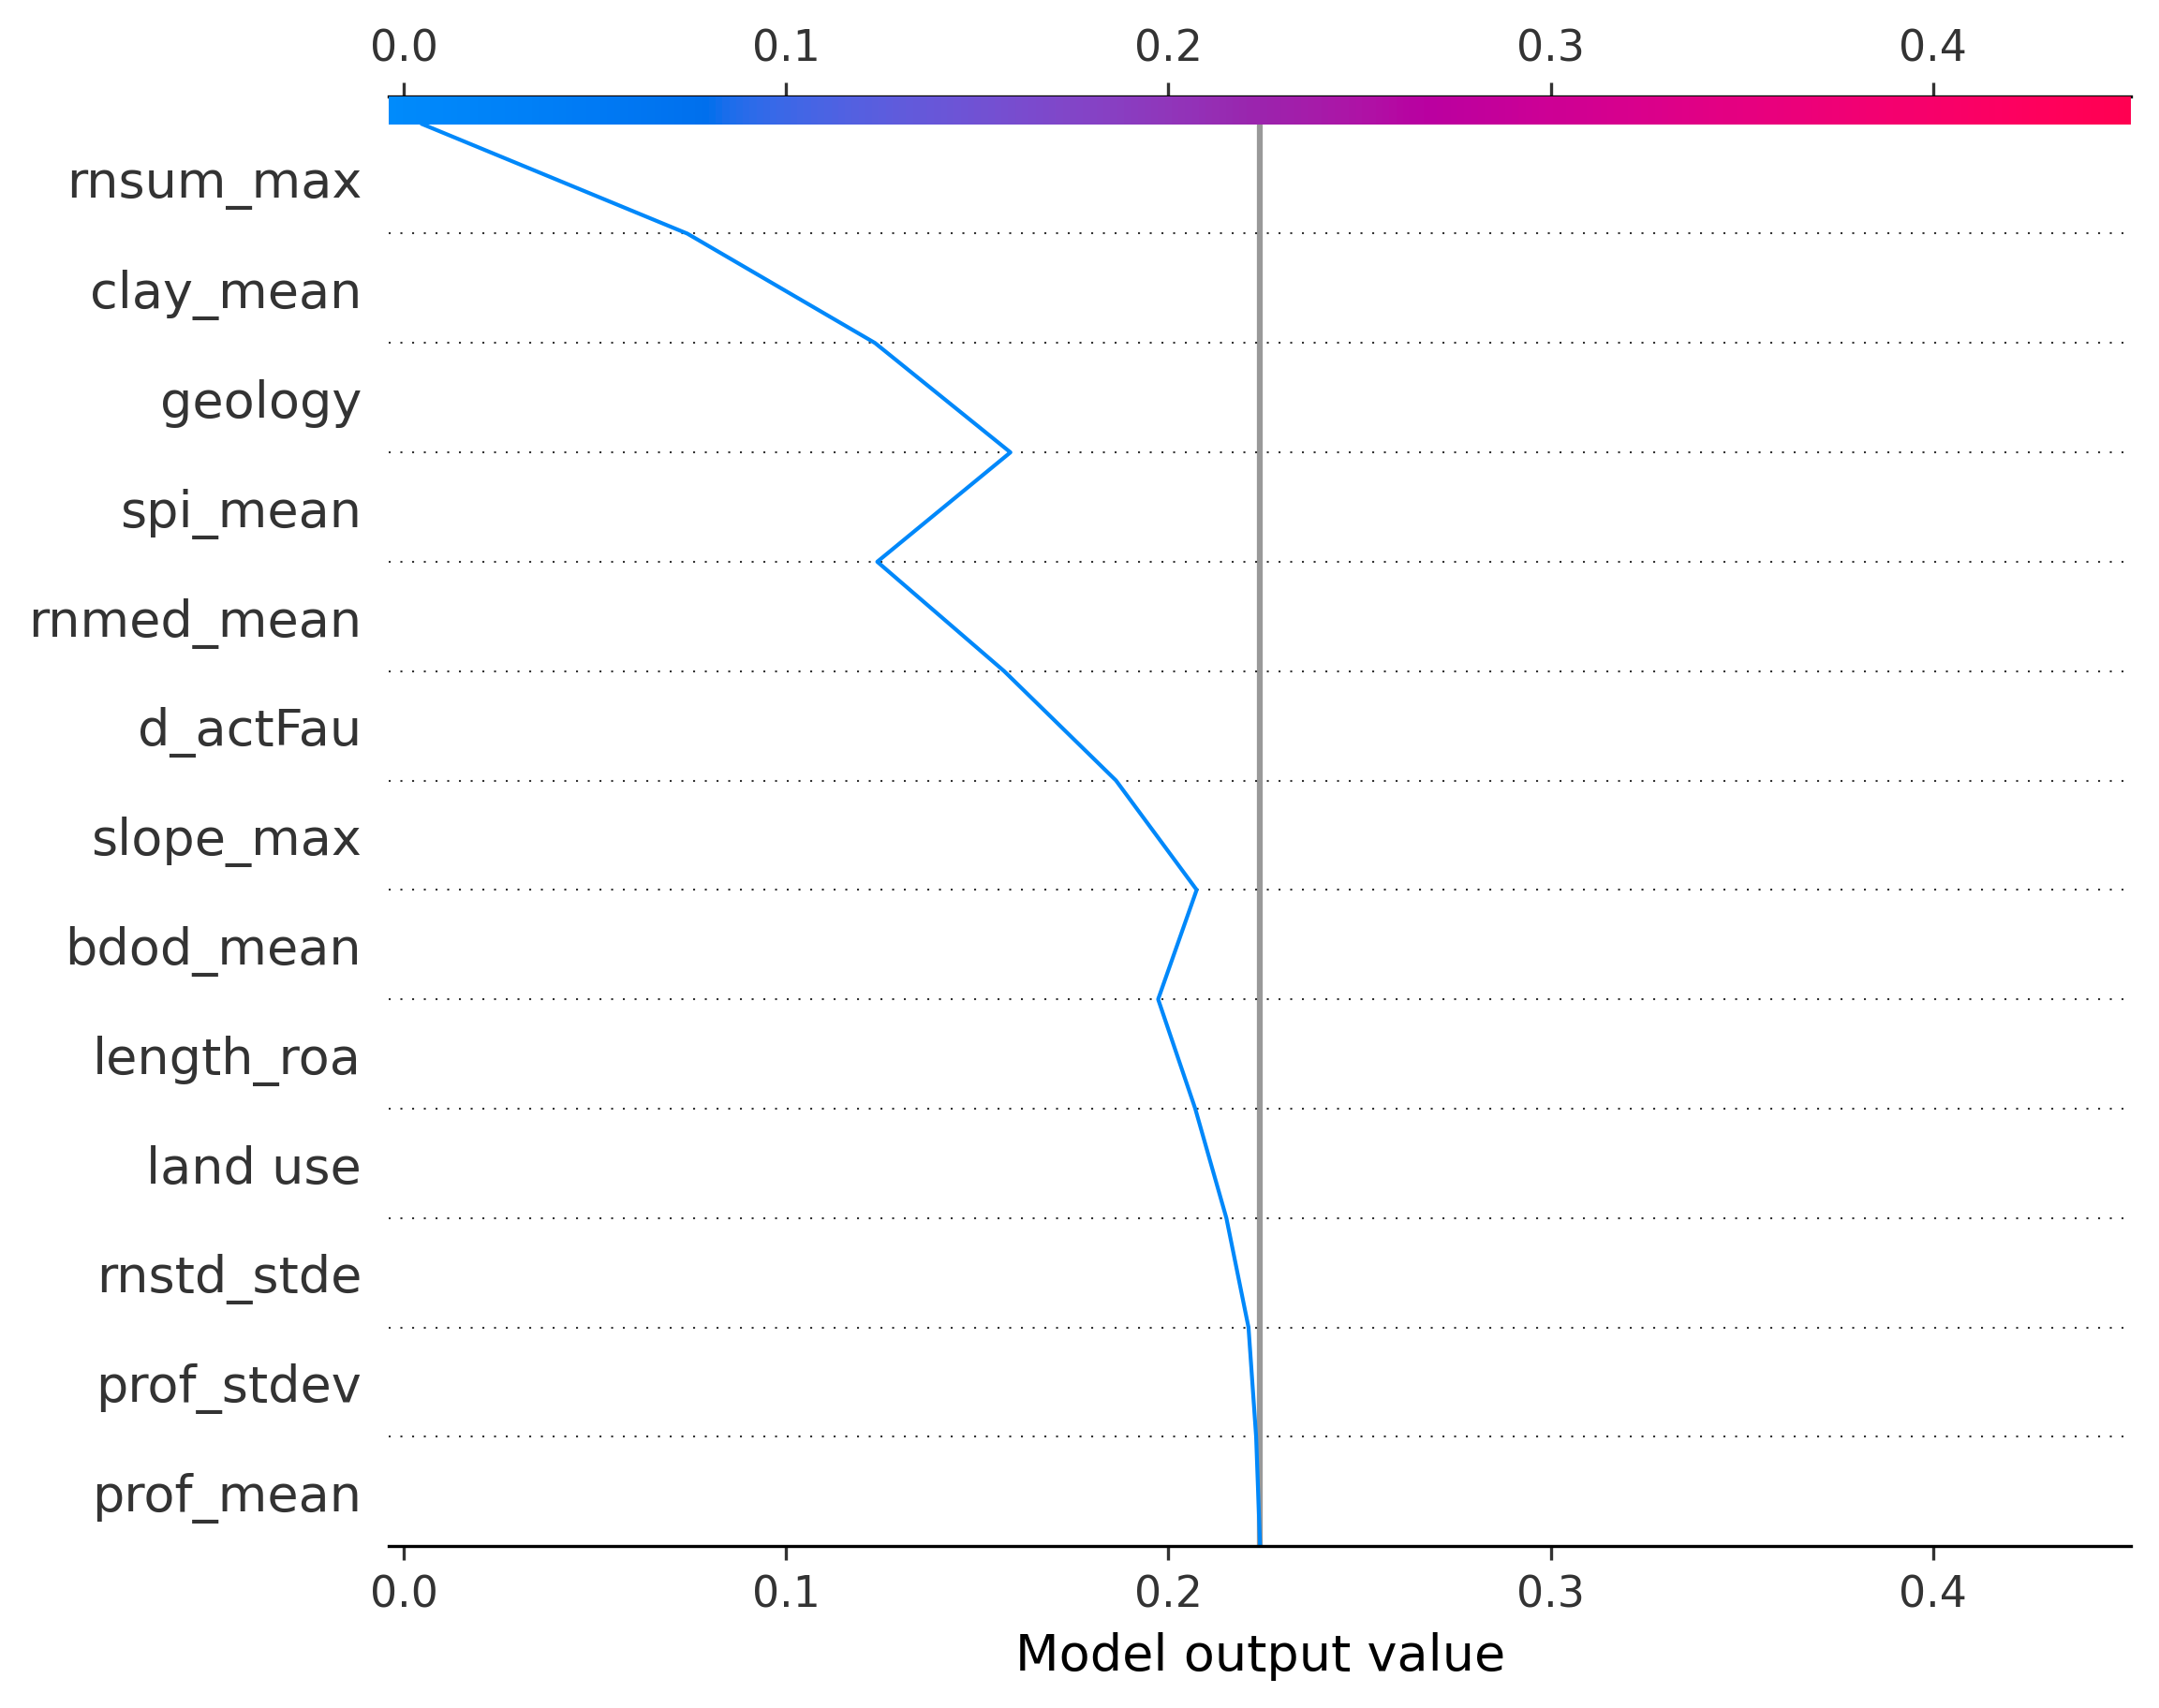 0.0 0.1 0.2 0.3 0.4
rnsum_max
clay_mean
geology
spi_mean
rnmed_mean
d_actFau
slope_max
bdod_mean
length_roa
land use
rnstd_stde
prof_stdev
prof_mean
0.0 0.1 0.2 0.3 0.4
Model output value